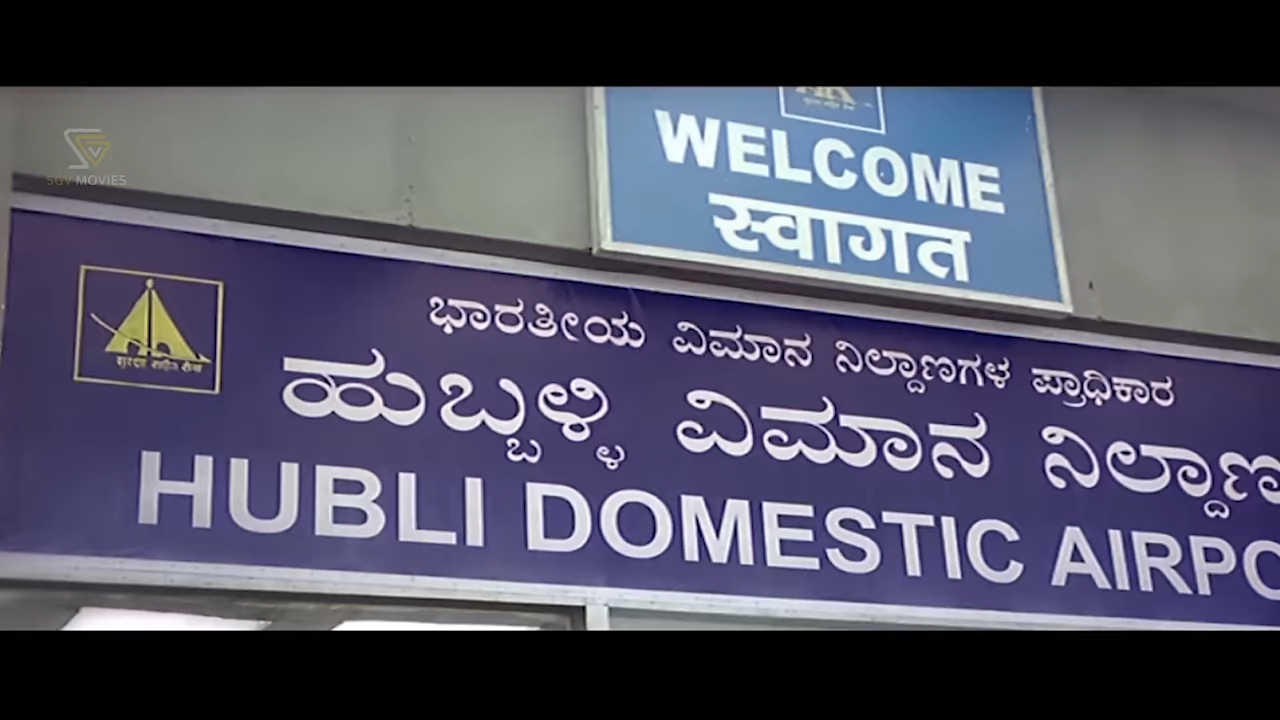 WELCOME
स्वागत
SGV MOVIES
ಭಾರತೀಯ ವಿಮಾನ ನಿಲ್ದಾಣಗಳ ಪ್ರಾಧಿಕಾರ
ಹುಬ್ಬಳ್ಳಿ ವಿಮಾನ ನಿಲ್ದಾಣ
HUBLI DOMESTIC AIRPO